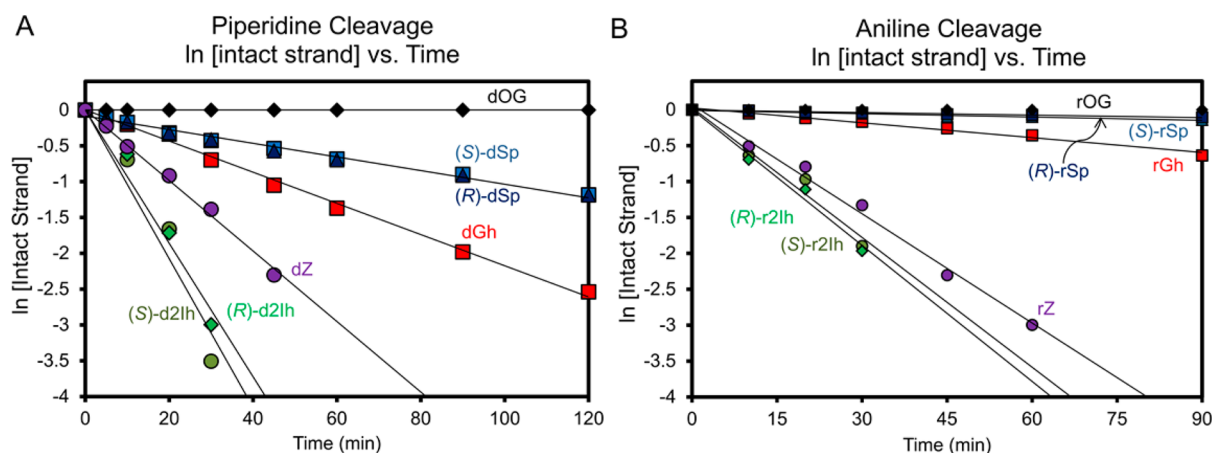 A
Piperidine Cleavage
ln [intact strand] vs. Time
ln [Intact Strand]
0
-0.5
-1
-1.5
-2
-2.5
-3
-3.5
-4
dOG
(S)-dSp
(R)-dSp
dGh
dZ
(S)-d2Ih
(R)-d2Ih
0
20
40
60
80
100
120
Time (min)
B
Aniline Cleavage
ln [intact strand] vs. Time
ln [Intact Strand]
0
-0.5
-1
-1.5
-2
-2.5
-3
-3.5
-4
rOG
(S)-rSp
(R)-rSp
rGh
(R)-r2Ih
(S)-r2Ih
rZ
0
15
30
45
60
75
90
Time (min)